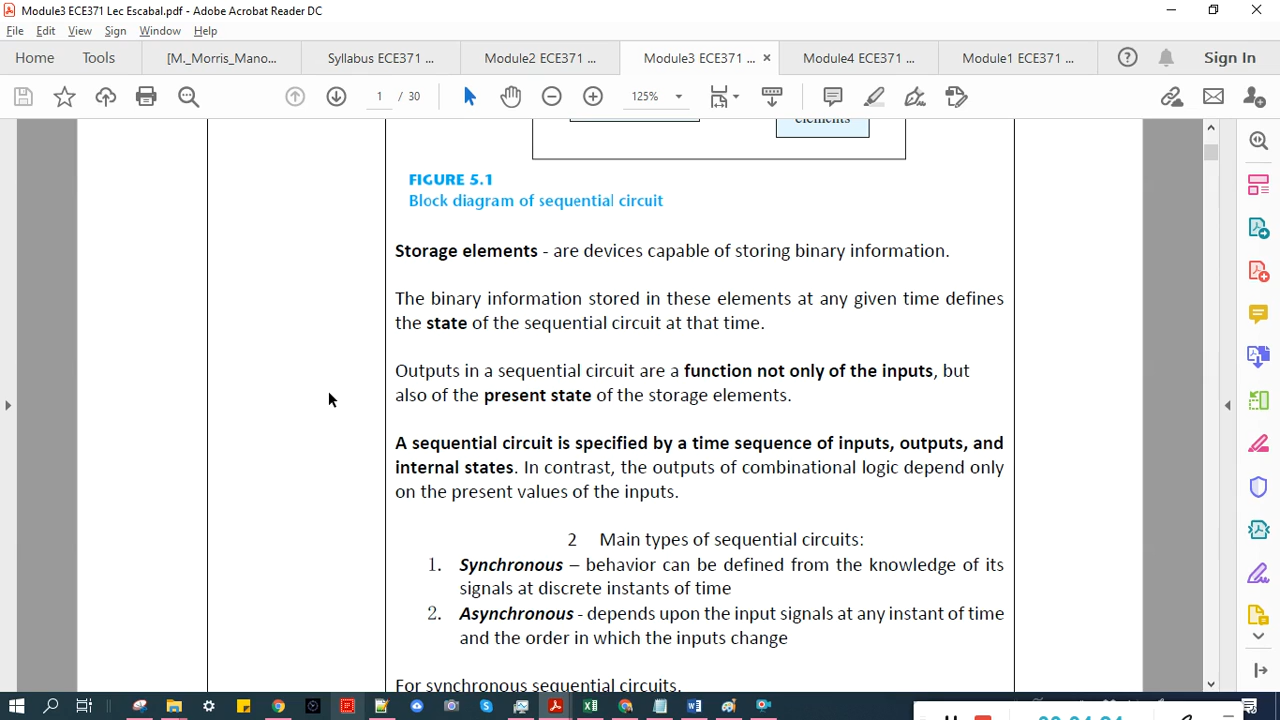 Module3 ECE371 Lec Escabal.pdf - Adobe Acrobat Reader DC
File Edit View Sign Window Help
Home Tools [M._Morris_Mano... Syllabus ECE371 ... Module2 ECE371 ... Module3 ECE371 ... Module4 ECE371 ... Module1 ECE371 ... Sign In
1 / 30 125%
elements
FIGURE 5.1
Block diagram of sequential circuit
Storage elements - are devices capable of storing binary information.
The binary information stored in these elements at any given time defines
the state of the sequential circuit at that time.
Outputs in a sequential circuit are a function not only of the inputs, but
also of the present state of the storage elements.
A sequential circuit is specified by a time sequence of inputs, outputs, and
internal states. In contrast, the outputs of combinational logic depend only
on the present values of the inputs.
2 Main types of sequential circuits:
1. Synchronous – behavior can be defined from the knowledge of its
signals at discrete instants of time
2. Asynchronous - depends upon the input signals at any instant of time
and the order in which the inputs change
For synchronous sequential circuits.